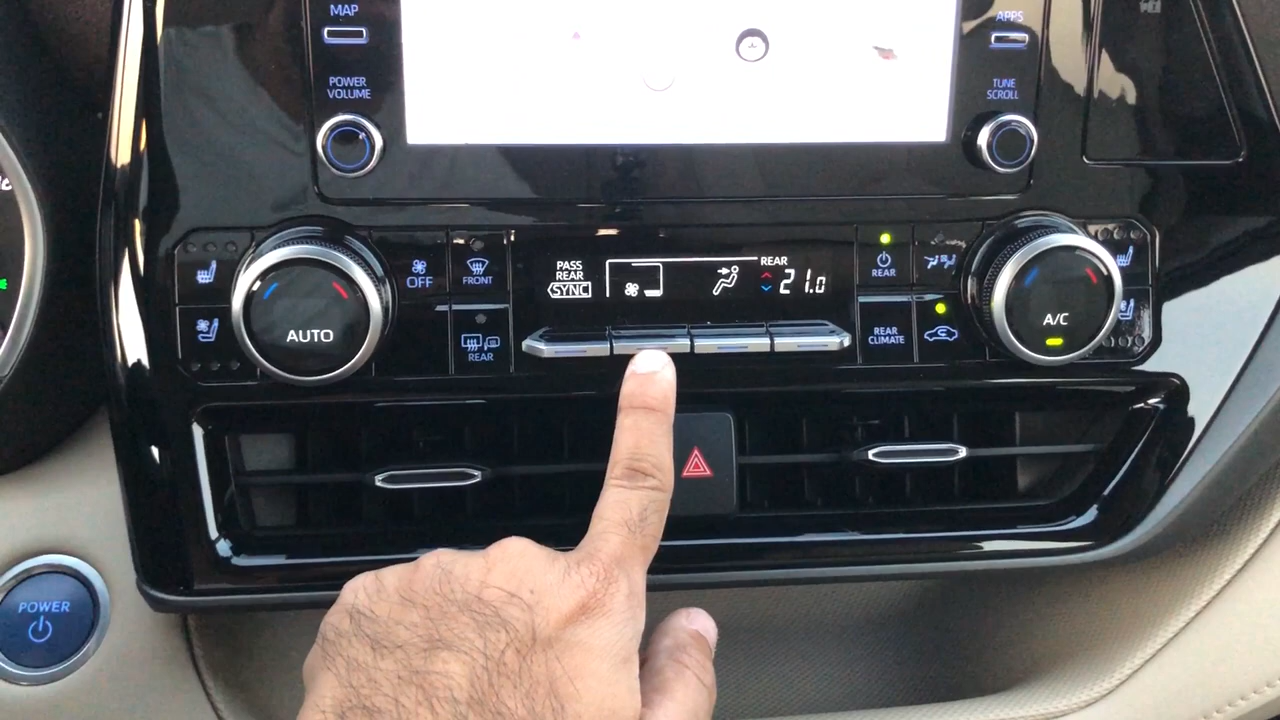 MAP
APPS
POWER
VOLUME
TUNE
SCROLL
OFF
FRONT
PASS
REAR
SYNC
REAR
21.0
REAR
AUTO
REAR
REAR
CLIMATE
A/C
POWER